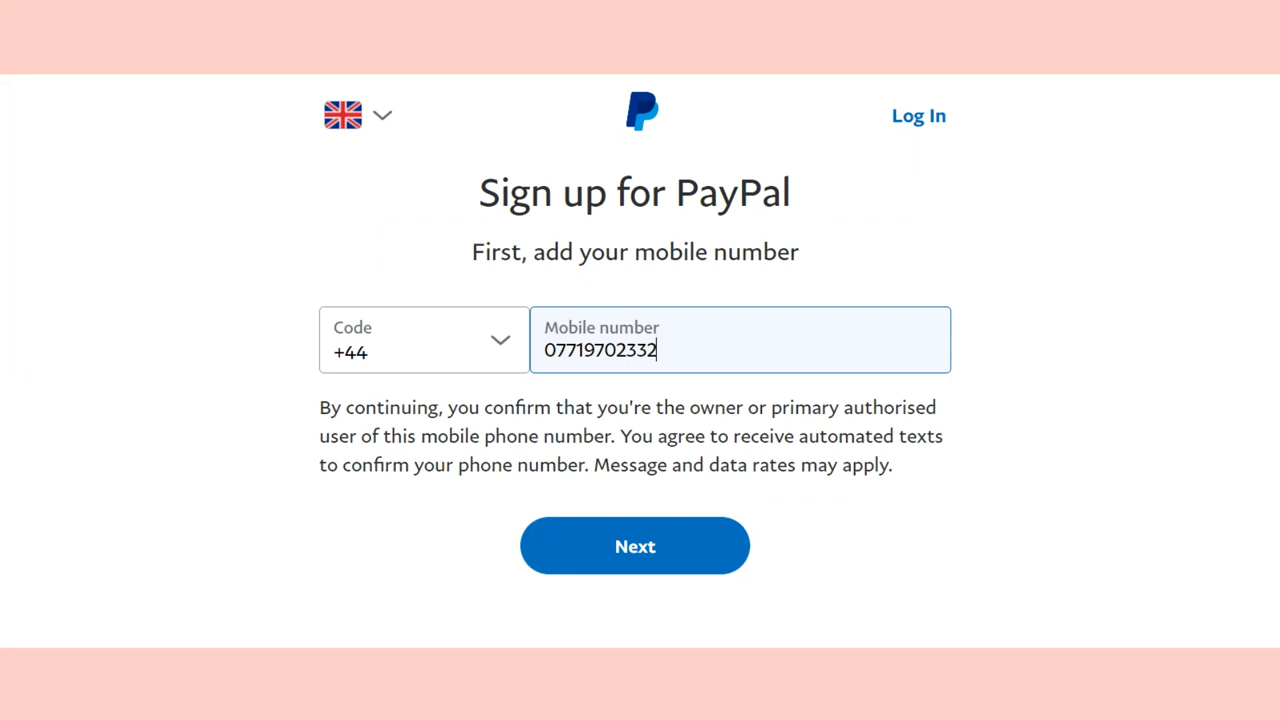 Log In
Sign up for PayPal
First, add your mobile number
Code
+44
Mobile number
07719702332
By continuing, you confirm that you're the owner or primary authorised
user of this mobile phone number. You agree to receive automated texts
to confirm your phone number. Message and data rates may apply.
Next